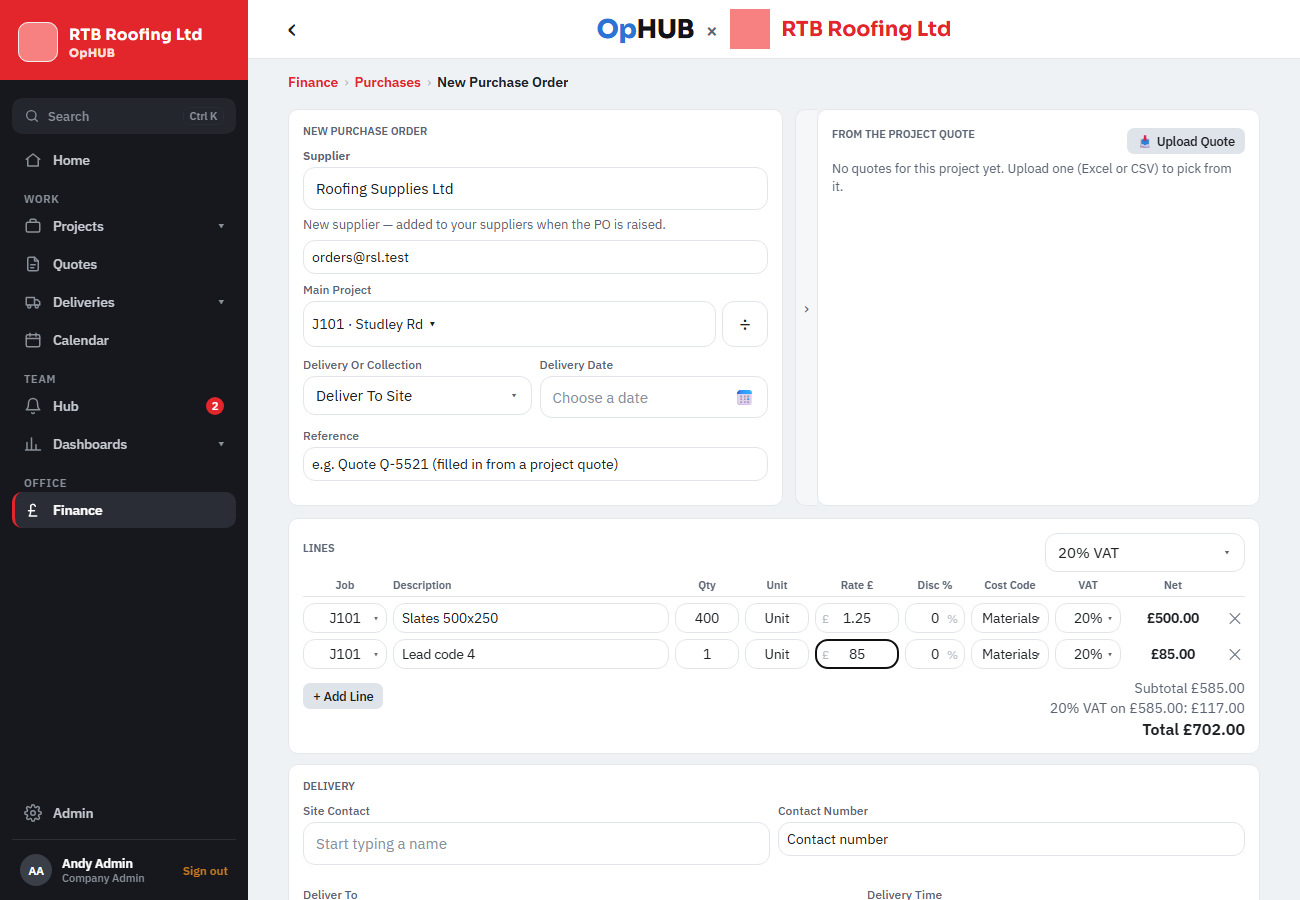 RTB Roofing Ltd
OpHUB
Search
Ctrl K
Home
WORK
Projects
Quotes
Deliveries
Calendar
TEAM
Hub
2
Dashboards
OFFICE
£ Finance
Admin
AA
Andy Admin
Company Admin
Sign out
OpHUB × RTB Roofing Ltd
Finance › Purchases › New Purchase Order
NEW PURCHASE ORDER
Supplier
Roofing Supplies Ltd
New supplier — added to your suppliers when the PO is raised.
orders@rsl.test
Main Project
J101 · Studley Rd
÷
Delivery Or Collection
Delivery Date
Deliver To Site
Choose a date
Reference
e.g. Quote Q-5521 (filled in from a project quote)
›
FROM THE PROJECT QUOTE
Upload Quote
No quotes for this project yet. Upload one (Excel or CSV) to pick from
it.
LINES
20% VAT
Job Description Qty Unit Rate £ Disc % Cost Code VAT Net
J101 Slates 500x250 400 Unit £ 1.25 0 % Materials 20% £500.00
J101 Lead code 4 1 Unit £ 85 0 % Materials 20% £85.00
+ Add Line
Subtotal £585.00
20% VAT on £585.00: £117.00
Total £702.00
DELIVERY
Site Contact
Contact Number
Start typing a name
Contact number
Deliver To
Delivery Time